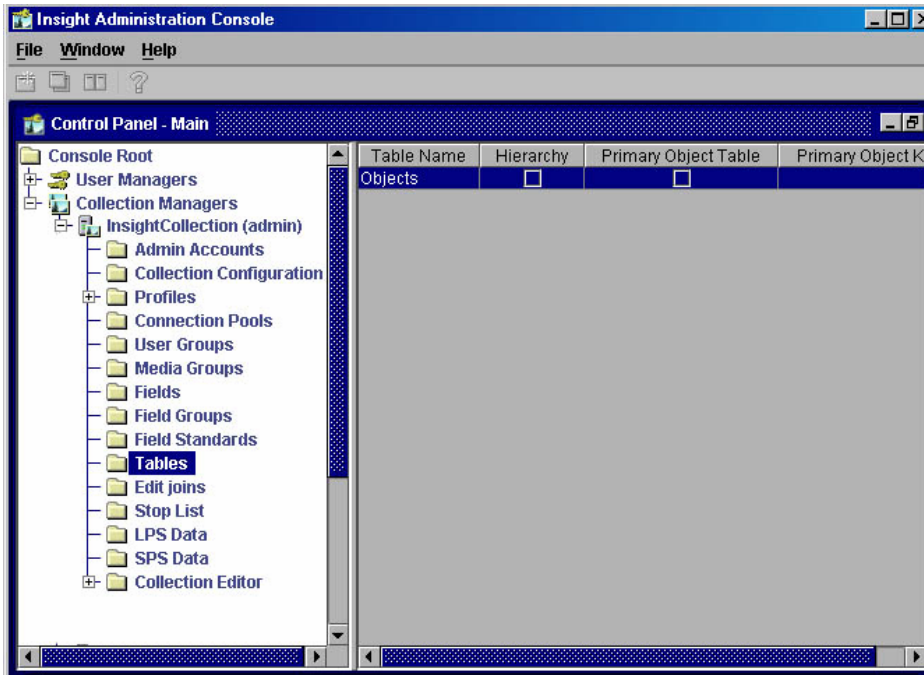 Insight Administration Console
File Window Help
Control Panel - Main
Console Root
User Managers
Collection Managers
InsightCollection (admin)
Admin Accounts
Collection Configuration
Profiles
Connection Pools
User Groups
Media Groups
Fields
Field Groups
Field Standards
Tables
Edit joins
Stop List
LPS Data
SPS Data
Collection Editor
Table Name Hierarchy Primary Object Table Primary Object K
Objects